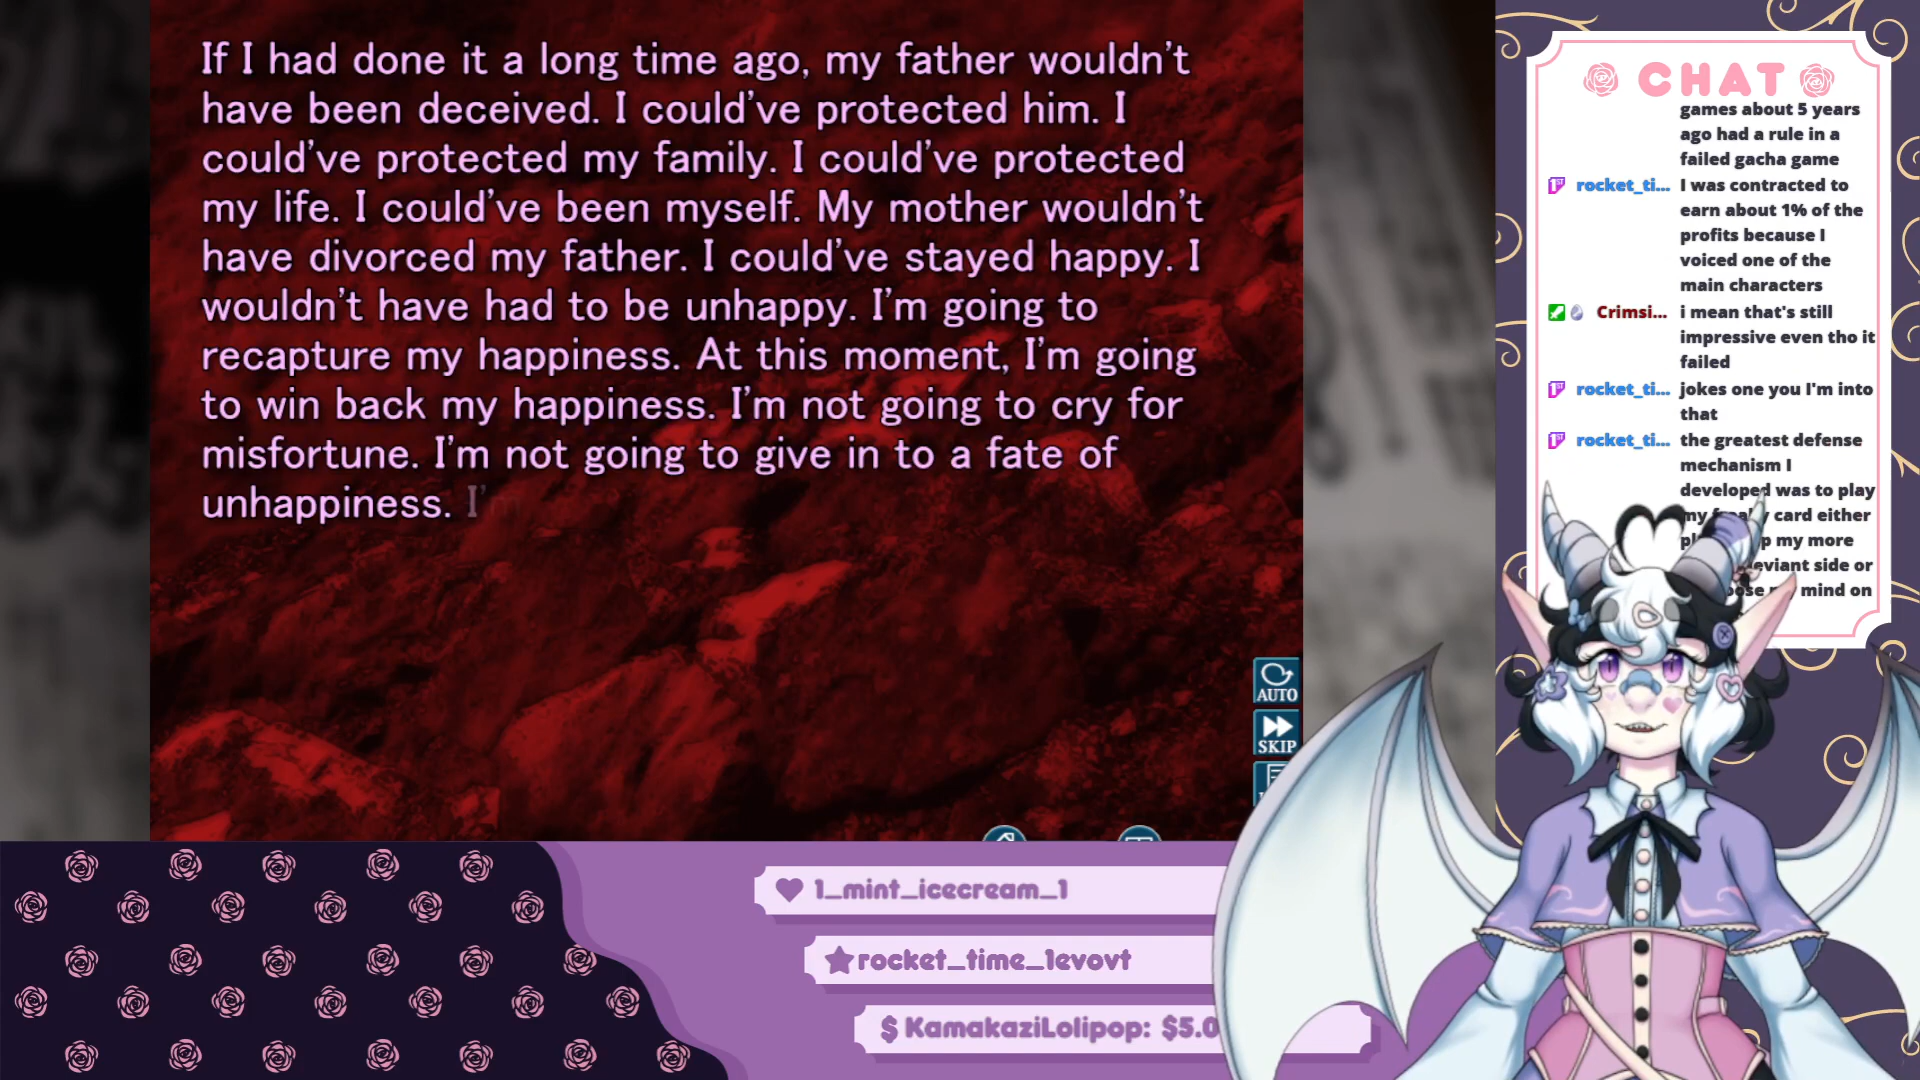 If I had done it a long time ago, my father wouldn't
have been deceived. I could've protected him. I
could've protected my family. I could've protected
my life. I could've been myself. My mother wouldn't
have divorced my father. I could've stayed happy. I
wouldn't have had to be unhappy. I'm going to
recapture my happiness. At this moment, I'm going
to win back my happiness. I'm not going to cry for
misfortune. I'm not going to give in to a fate of
unhappiness. I'm
AUTO
SKIP
CHAT
games about 5 years
ago had a rule in a
failed gacha game
rocket_ti... I was contracted to
earn about 1% of the
profits because I
voiced one of the
main characters
Crimsi... i mean that's still
impressive even tho it
failed
rocket_ti... jokes one you I'm into
that
rocket_ti... the greatest defense
mechanism I
developed was to play
my card either
my more
side or
mind on
1_mint_icecream_1
rocket_time_1evovt
$ KamakaziLolipop: $5.0